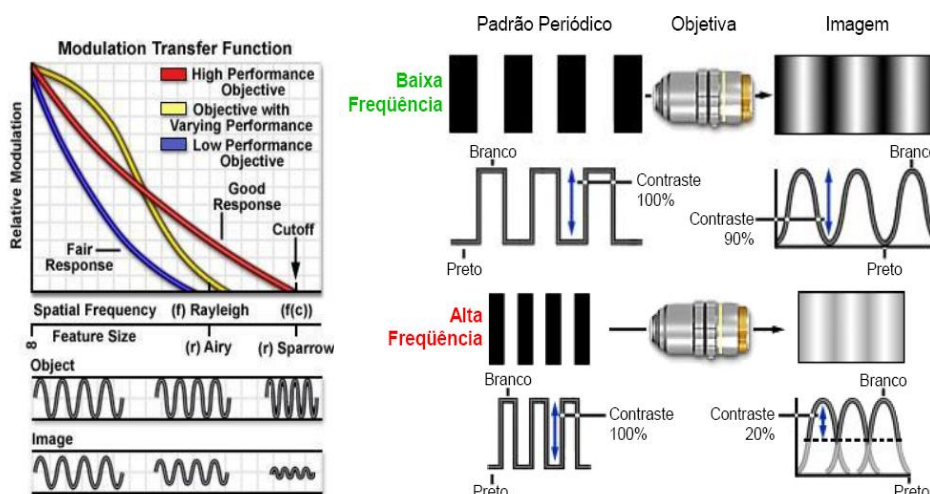 Modulation Transfer Function
High Performance
Objective
Objective with
Varying Performance
Low Performance
Objective
Relative Modulation
Good
Response
Cutoff
Fair
Response
Spatial Frequency (f) Rayleigh (f(c))
8 Feature Size
(r) Airy (r) Sparrow
Object
Image
Padrão Periódico Objetiva Imagem
Baixa
Freqüência
Branco
Contraste
100%
Preto
Branco
Contraste
90%
Preto
Alta
Freqüência
Branco
Contraste
100%
Preto
Branco
Contraste
20%
Preto